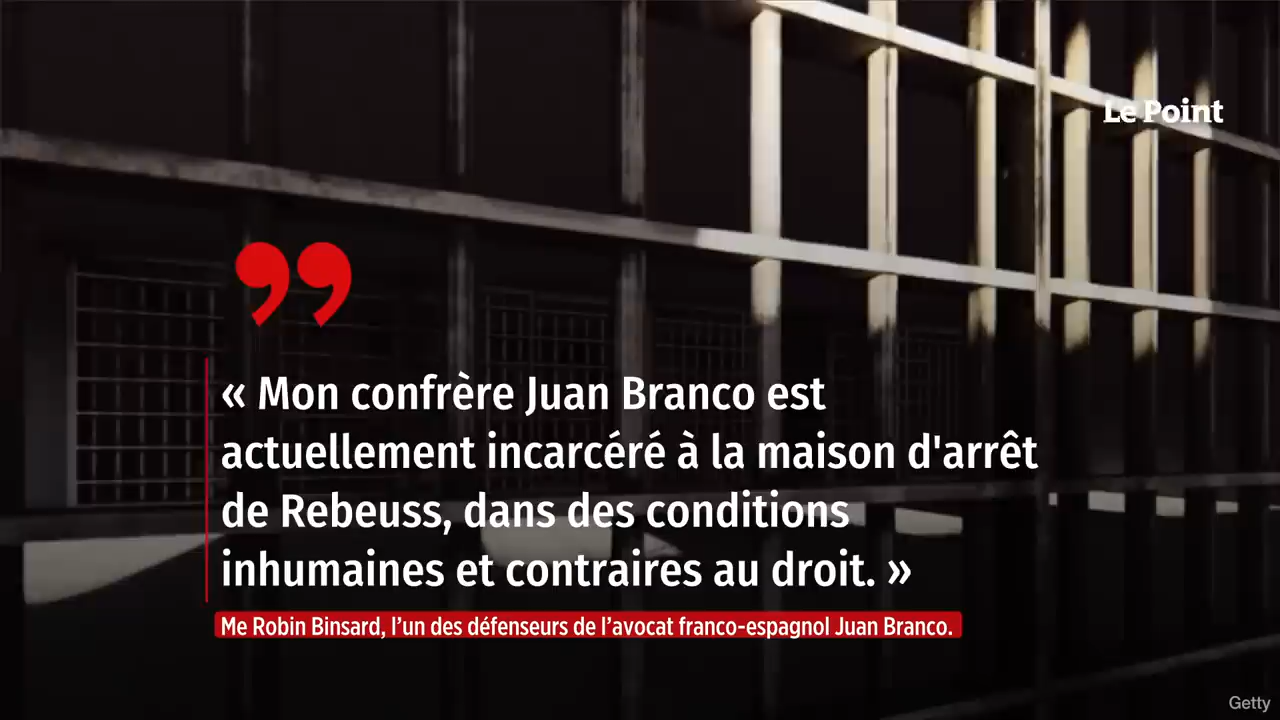 Le Point
« Mon confrère Juan Branco est
actuellement incarcéré à la maison d'arrêt
de Rebeuss, dans des conditions
inhumaines et contraires au droit. »
Me Robin Binsard, l’un des défenseurs de l’avocat franco-espagnol Juan Branco.
Getty